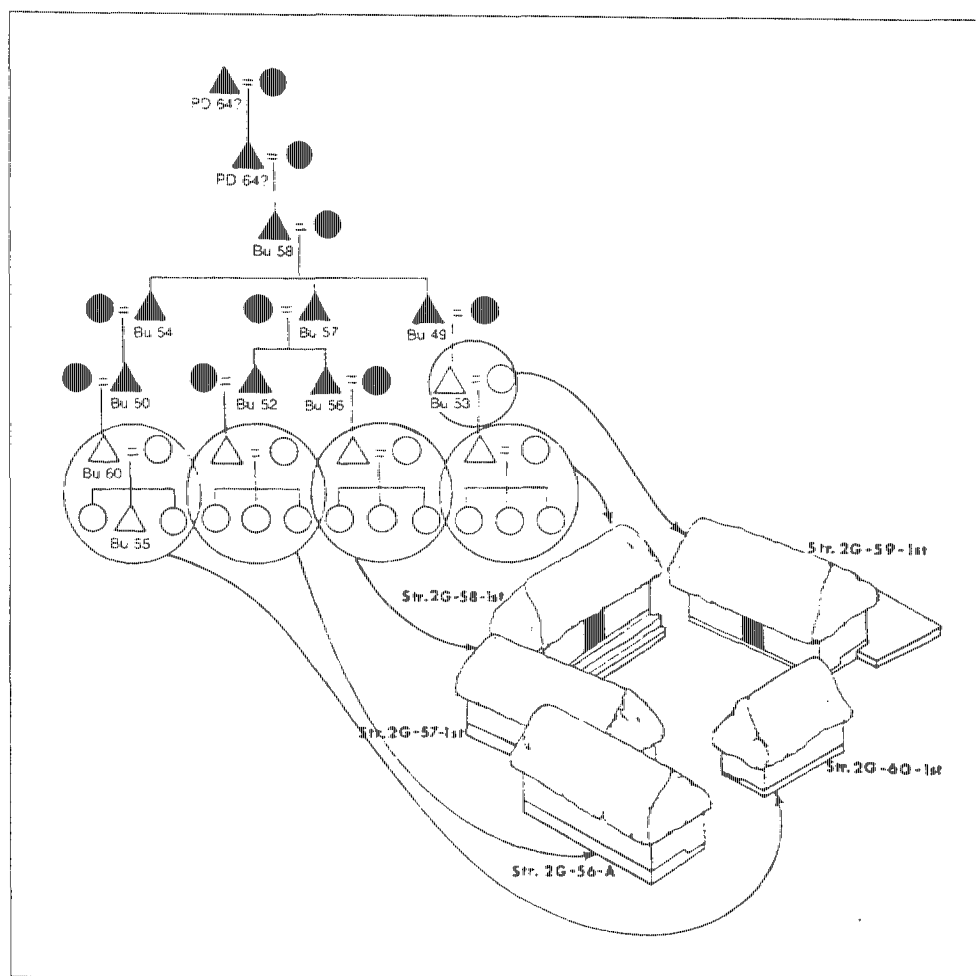 PD 64?
PD 64?
Bu 58
Bu 54
Bu 57
Bu 49
Bu 50
Bu 52
Bu 56
Bu 53
Bu 60
Bu 55
Str. 2G-59-1st
Str. 2G-58-1st
Str. 2G-57-1st
Str. 2G-60-1st
Str. 2G-56-A